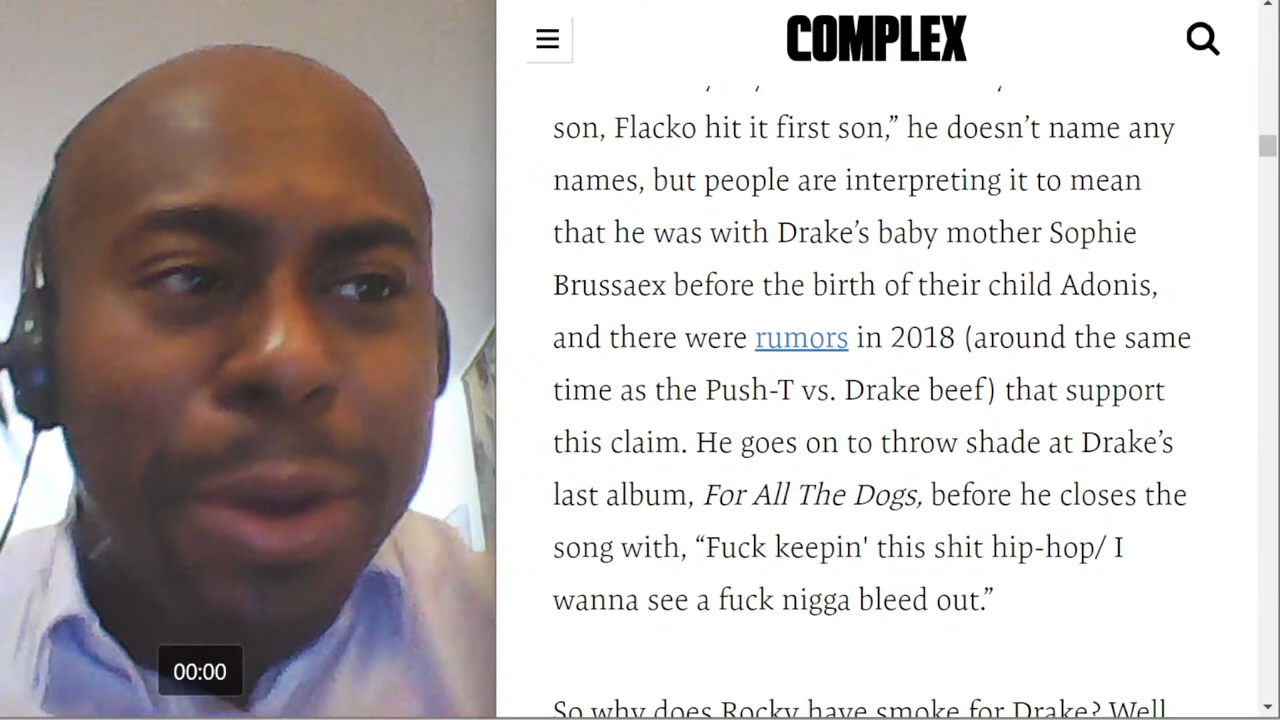 COMPLEX
son, Flacko hit it first son,” he doesn’t name any
names, but people are interpreting it to mean
that he was with Drake’s baby mother Sophie
Brussaex before the birth of their child Adonis,
and there were rumors in 2018 (around the same
time as the Push-T vs. Drake beef) that support
this claim. He goes on to throw shade at Drake’s
last album, For All The Dogs, before he closes the
song with, “Fuck keepin' this shit hip-hop/ I
wanna see a fuck nigga bleed out.”
So why does Rocky have smoke for Drake? Well
00:00